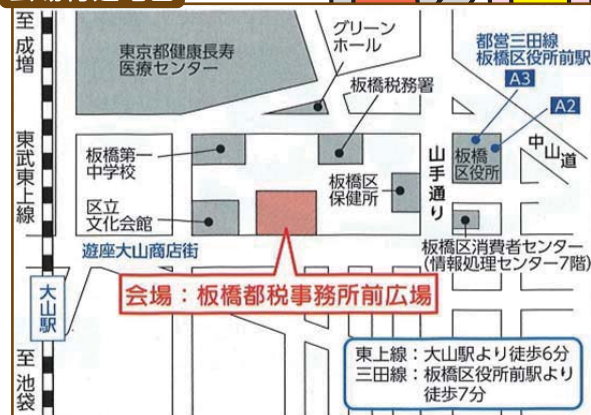 至
成
増
東京都健康長寿
医療センター
グリーン
ホール
板橋税務署
都営三田線
板橋区役所前駅
A3
A2
中山道
東武東上線
板橋第一
中学校
板橋区
保健所
山手通り
板橋
区役所
区立
文化会館
遊座大山商店街
板橋区消費者センター
(情報処理センター7階)
大山駅
会場：板橋都税事務所前広場
至
池
袋
東上線：大山駅より徒歩6分
三田線：板橋区役所前駅より
徒歩7分